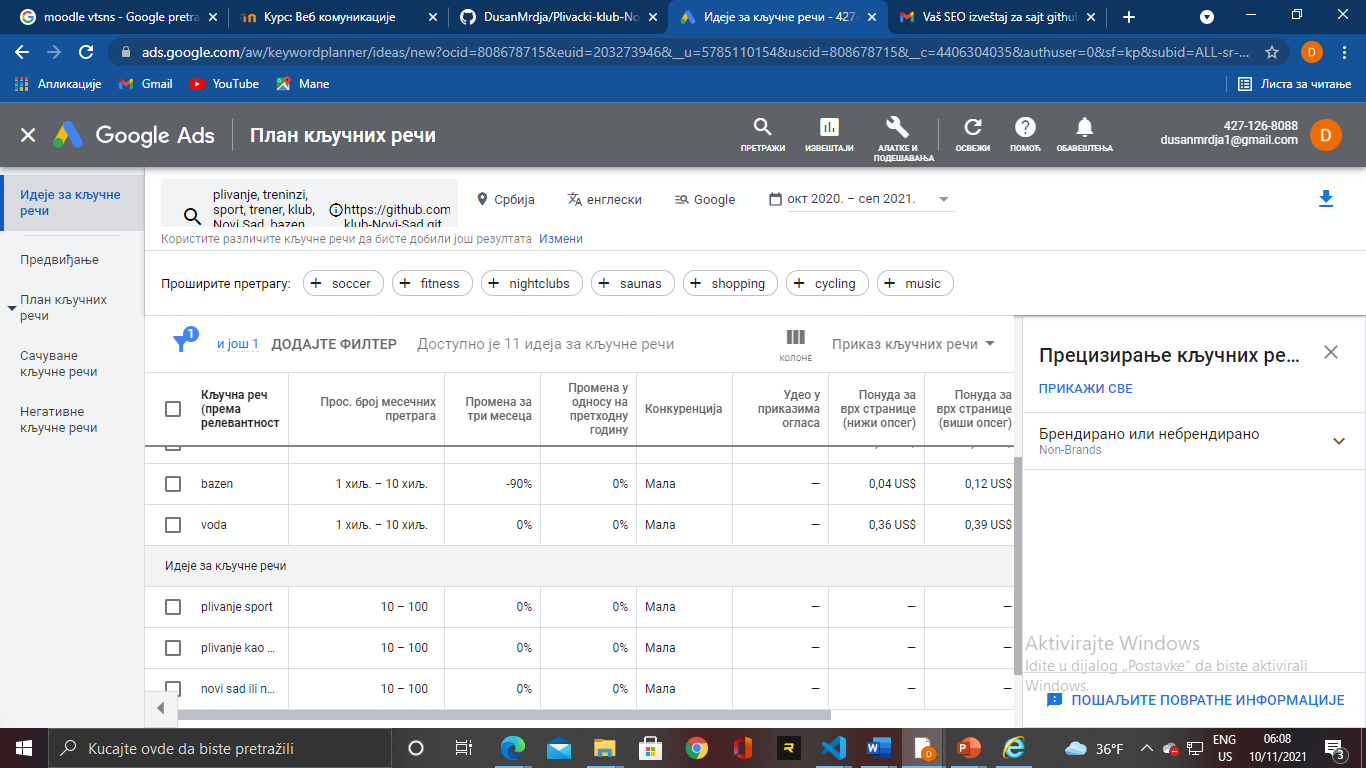 moodle vtsns - Google pretra
Курс: Веб комуникације
DusanMrdja/Plivacki-klub-No
Идеје за кључне речи - 427-
Vaš SEO izveštaj za sajt github
ads.google.com/aw/keywordplanner/ideas/new?ocid=808678715&euid=203273946&__u=5785110154&uscid=808678715&__c=4406304035&authuser=0&sf=kp&subid=ALL-sr-...
D
Апликације
Gmail
YouTube
Мапе
Листа за читање
Google Ads
План кључних речи
ПРЕТРАЖИ
ИЗВЕШТАЈИ
АЛАТКЕ И
ПОДЕШАВАЊА
ОСВЕЖИ
ПОМОЋ
ОБАВЕШТЕЊА
427-126-8088
dusanmrdja1@gmail.com
D
Идеје за кључне
речи
Предвиђање
План кључних
речи
Сачуване
кључне речи
Негативне
кључне речи
plivanje, treninzi,
sport, trener, klub,
Novi Sad, bazen
https://github.com
klub-Novi-Sad.git
Србија
енглески
Google
окт 2020. – сеп 2021.
Користите различите кључне речи да бисте добили још резултата Измени
Проширите претрагу:
+ soccer
+ fitness
+ nightclubs
+ saunas
+ shopping
+ cycling
+ music
1
и још 1
ДОДАЈТЕ ФИЛТЕР
Доступно је 11 идеја за кључне речи
КОЛОНЕ
Приказ кључних речи
Кључна реч
(према
релевантност
Прос. број месечних
претрага
Промена за
три месеца
Промена у
односу на
претходну
годину
Конкуренција
Удео у
приказима
огласа
Понуда за
врх странице
(нижи опсег)
Понуда за
врх странице
(виши опсег)
bazen 1 хиљ. – 10 хиљ. -90% 0% Мала – 0,04 US$ 0,12 US$
voda 1 хиљ. – 10 хиљ. 0% 0% Мала – 0,36 US$ 0,39 US$
Идеје за кључне речи
plivanje sport 10 – 100 0% 0% Мала – – –
plivanje kao ... 10 – 100 0% 0% Мала – – –
novi sad ili n... 10 – 100 0% 0% Мала – – –
Прецизирање кључних ре...
ПРИКАЖИ СВЕ
Брендирано или небрендирано
Non-Brands
Aktivirajte Windows
Idite u dijalog „Postavke“ da biste aktivirali
Windows.
ПОШАЉИТЕ ПОВРАТНЕ ИНФОРМАЦИЈЕ
Kucajte ovde da biste pretražili
36°F
ENG
US
06:08
10/11/2021
3